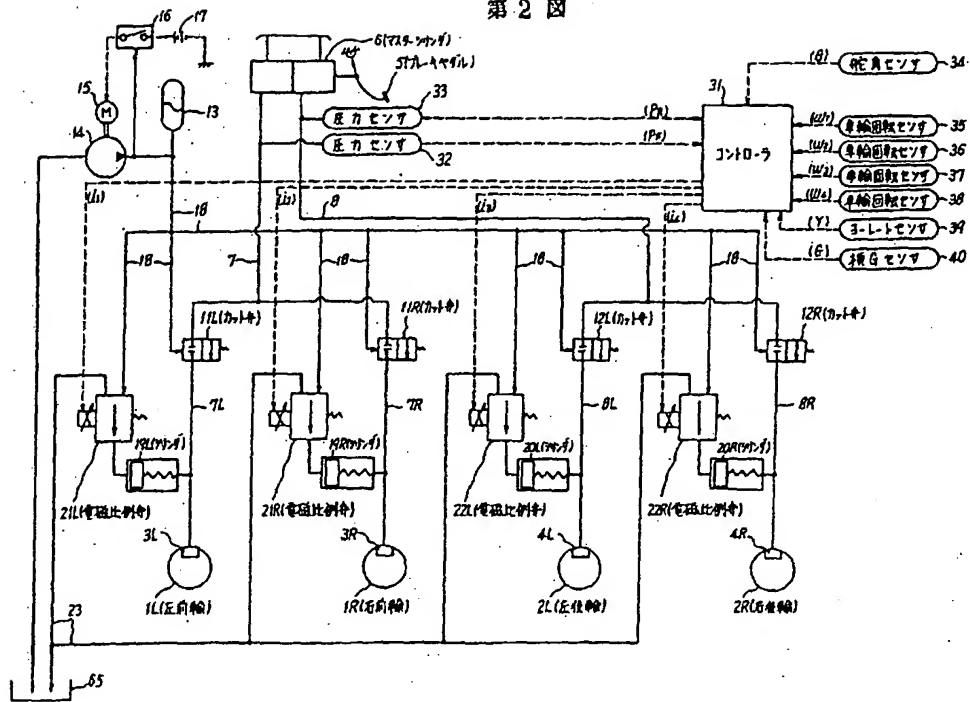 第2図
16
17
6(マスターシリンダ)
5(ブレーキペダル)
15
M
13
14
33
圧力センサ
(PR)
圧力センサ
(PF)
32
31
コントローラ
(θ)
舵角センサ
34
(ω1)
車輪回転センサ
35
(ω2)
車輪回転センサ
36
(ω3)
車輪回転センサ
37
(ω4)
車輪回転センサ
38
(Y)
ヨーレートセンサ
39
(G)
横Gセンサ
40
(i1)
(i2)
(i3)
(i4)
18
18
8
18
7
18
18
18
11L(カット弁)
11R(カット弁)
12L(カット弁)
12R(カット弁)
7L
7R
8L
8R
19L(シリンダ)
19R(シリンダ)
20L(シリンダ)
20R(シリンダ)
21L(電磁比例弁)
21R(電磁比例弁)
22L(電磁比例弁)
22R(電磁比例弁)
3L
3R
4L
4R
1L(左前輪)
1R(右前輪)
2L(左後輪)
2R(右後輪)
23
65